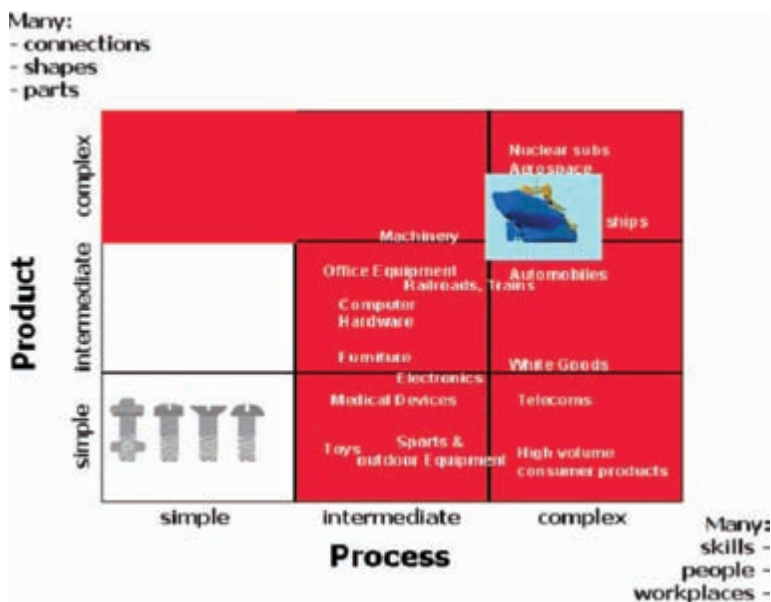 Many:
- connections
- shapes
- parts
complex
intermediate
simple
Product
Nuclear subs
Aerospace
ships
Machinery
Office Equipment
Railroads, Trains
Automobiles
Computer
Hardware
Furniture
White Goods
Electronics
Medical Devices
Telecoms
Toys
Sports &
outdoor Equipment
High volume
consumer products
simple
intermediate
complex
Process
Many:
skills -
people -
workplaces -